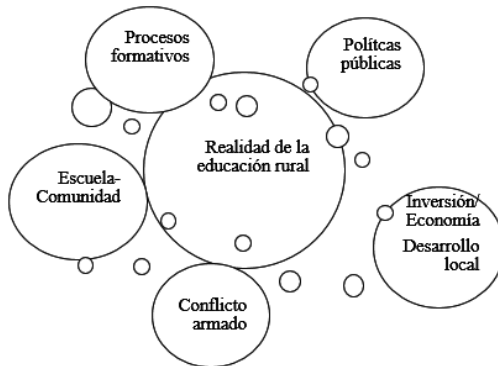 Procesos
formativos
Polítcas
públicas
Realidad de la
educación rural
Escuela-
Comunidad
Inversión/
Economía
Desarrollo
local
Conflicto
armado